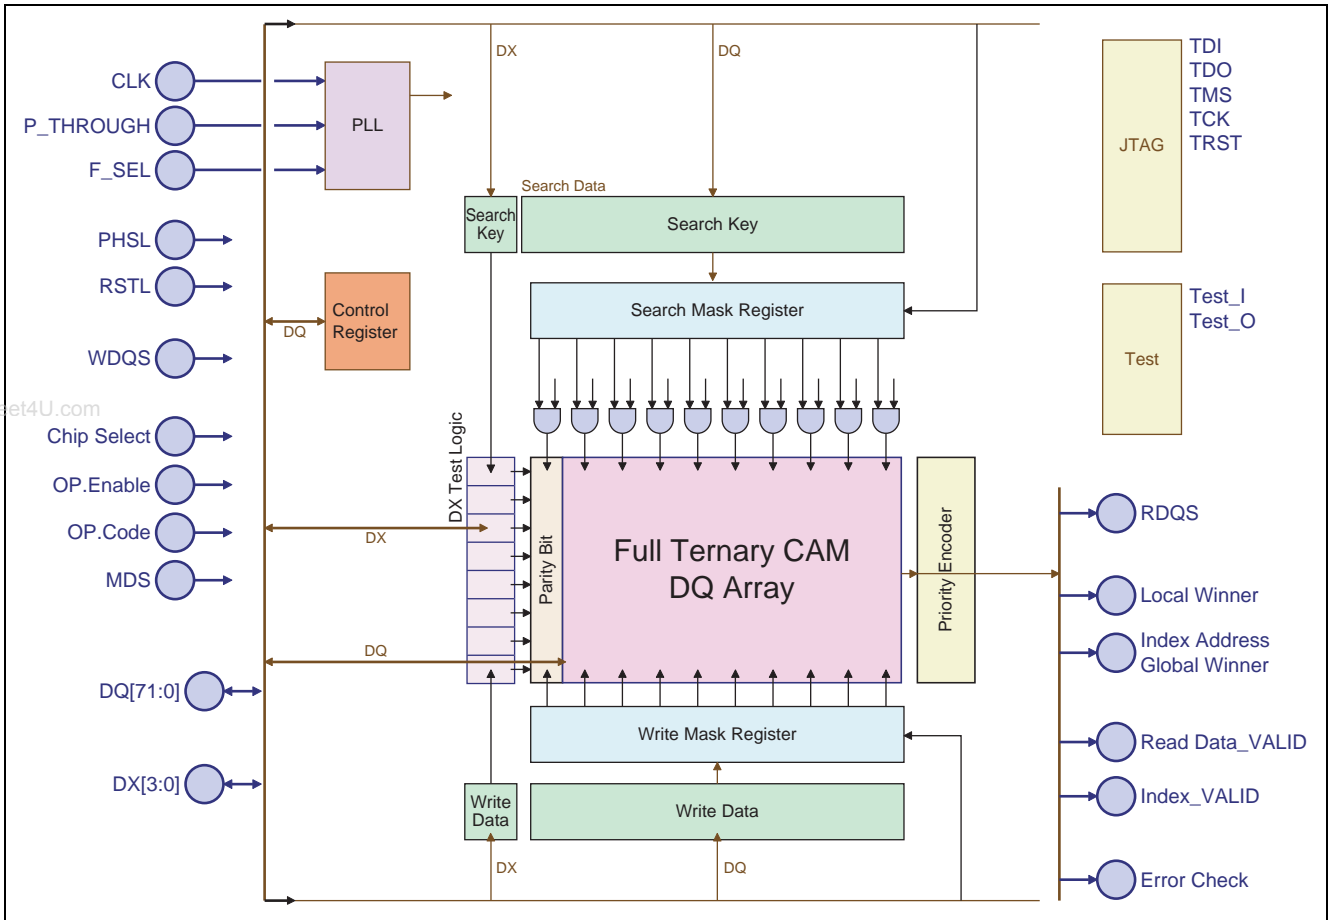 DX
DQ
CLK
P_THROUGH
F_SEL
PLL
TDI
TDO
TMS
TCK
TRST
JTAG
Search Data
Search
Key
Search Key
PHSL
RSTL
WDQS
Control
Register
DQ
Search Mask Register
Test_I
Test_O
Test
et4U.com
Chip Select
OP.Enable
OP.Code
MDS
DX Test Logic
DX
DQ
Parity Bit
Full Ternary CAM
DQ Array
Priority Encoder
RDQS
Local Winner
Index Address
Global Winner
DQ[71:0]
DX[3:0]
Write Mask Register
Read Data_VALID
Index_VALID
Write
Data
Write Data
DX
DQ
Error Check